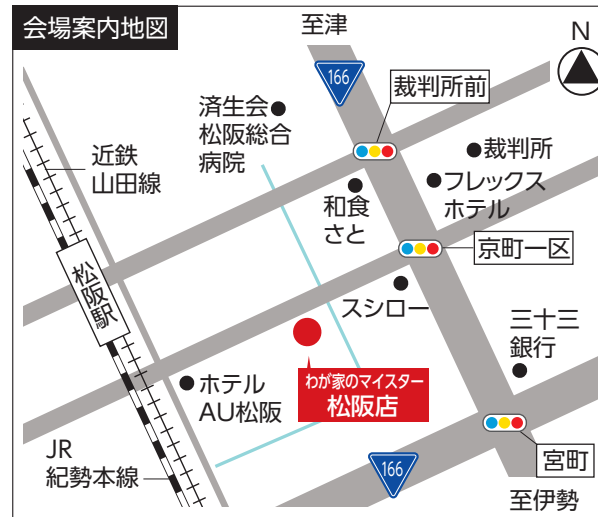 会場案内地図
至津
N
166
裁判所前
済生会
松阪総合
病院
裁判所
近鉄
山田線
フレックス
ホテル
和食
さと
京町一区
松阪駅
スシロー
三十三
銀行
わが家のマイスター
松阪店
ホテル
AU松阪
JR
紀勢本線
166
宮町
至伊勢